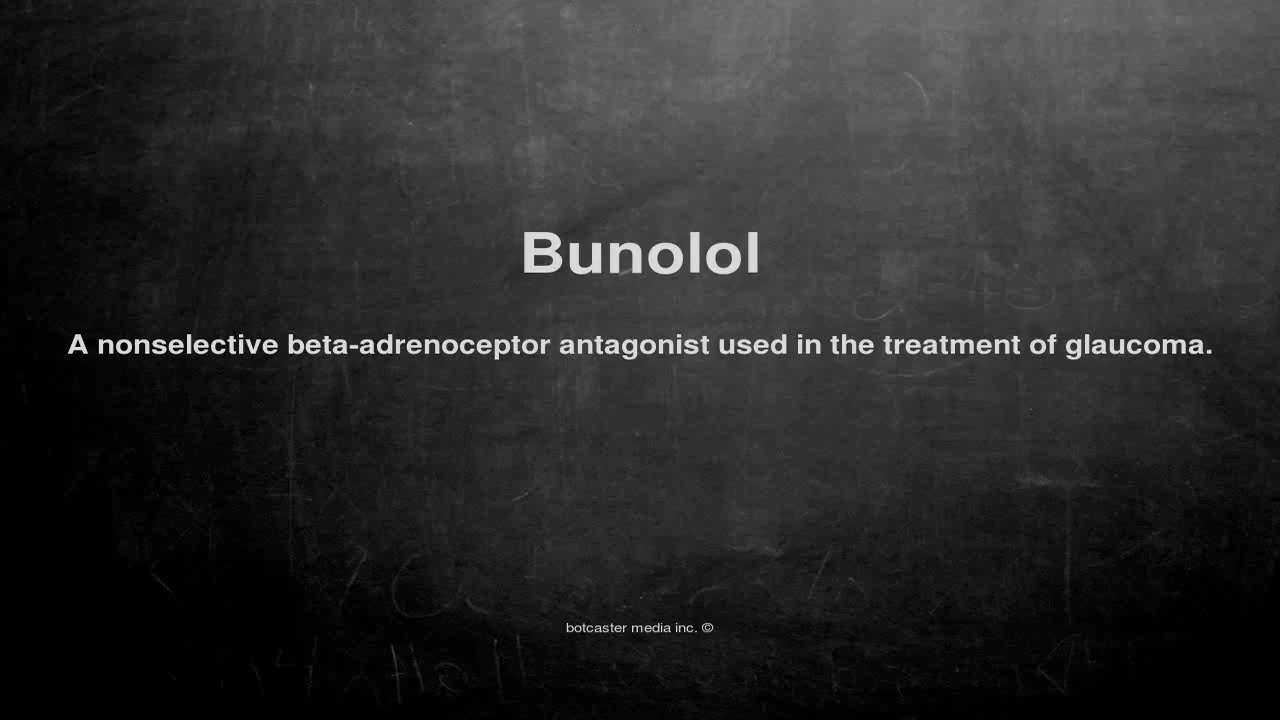 Bunolol
A nonselective beta-adrenoceptor antagonist used in the treatment of glaucoma.
botcaster media inc. ©